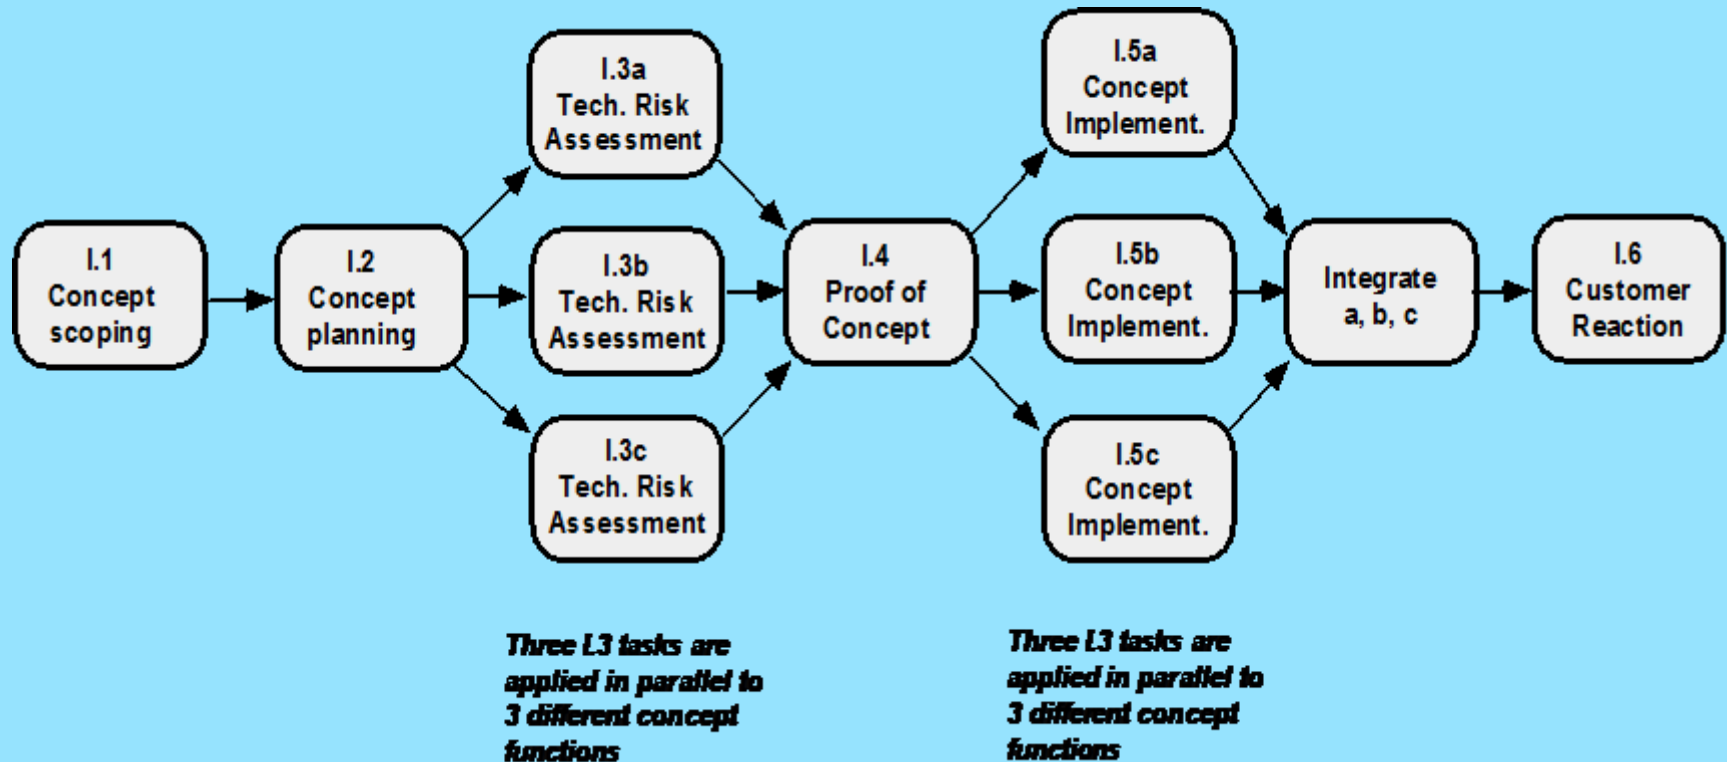 I.1
Concept
scoping
I.2
Concept
planning
I.3a
Tech. Risk
Assessment
I.3b
Tech. Risk
Assessment
I.3c
Tech. Risk
Assessment
I.4
Proof of
Concept
I.5a
Concept
Implement.
I.5b
Concept
Implement.
I.5c
Concept
Implement.
Integrate
a, b, c
I.6
Customer
Reaction
Three I.3 tasks are
applied in parallel to
3 different concept
functions
Three I.3 tasks are
applied in parallel to
3 different concept
functions